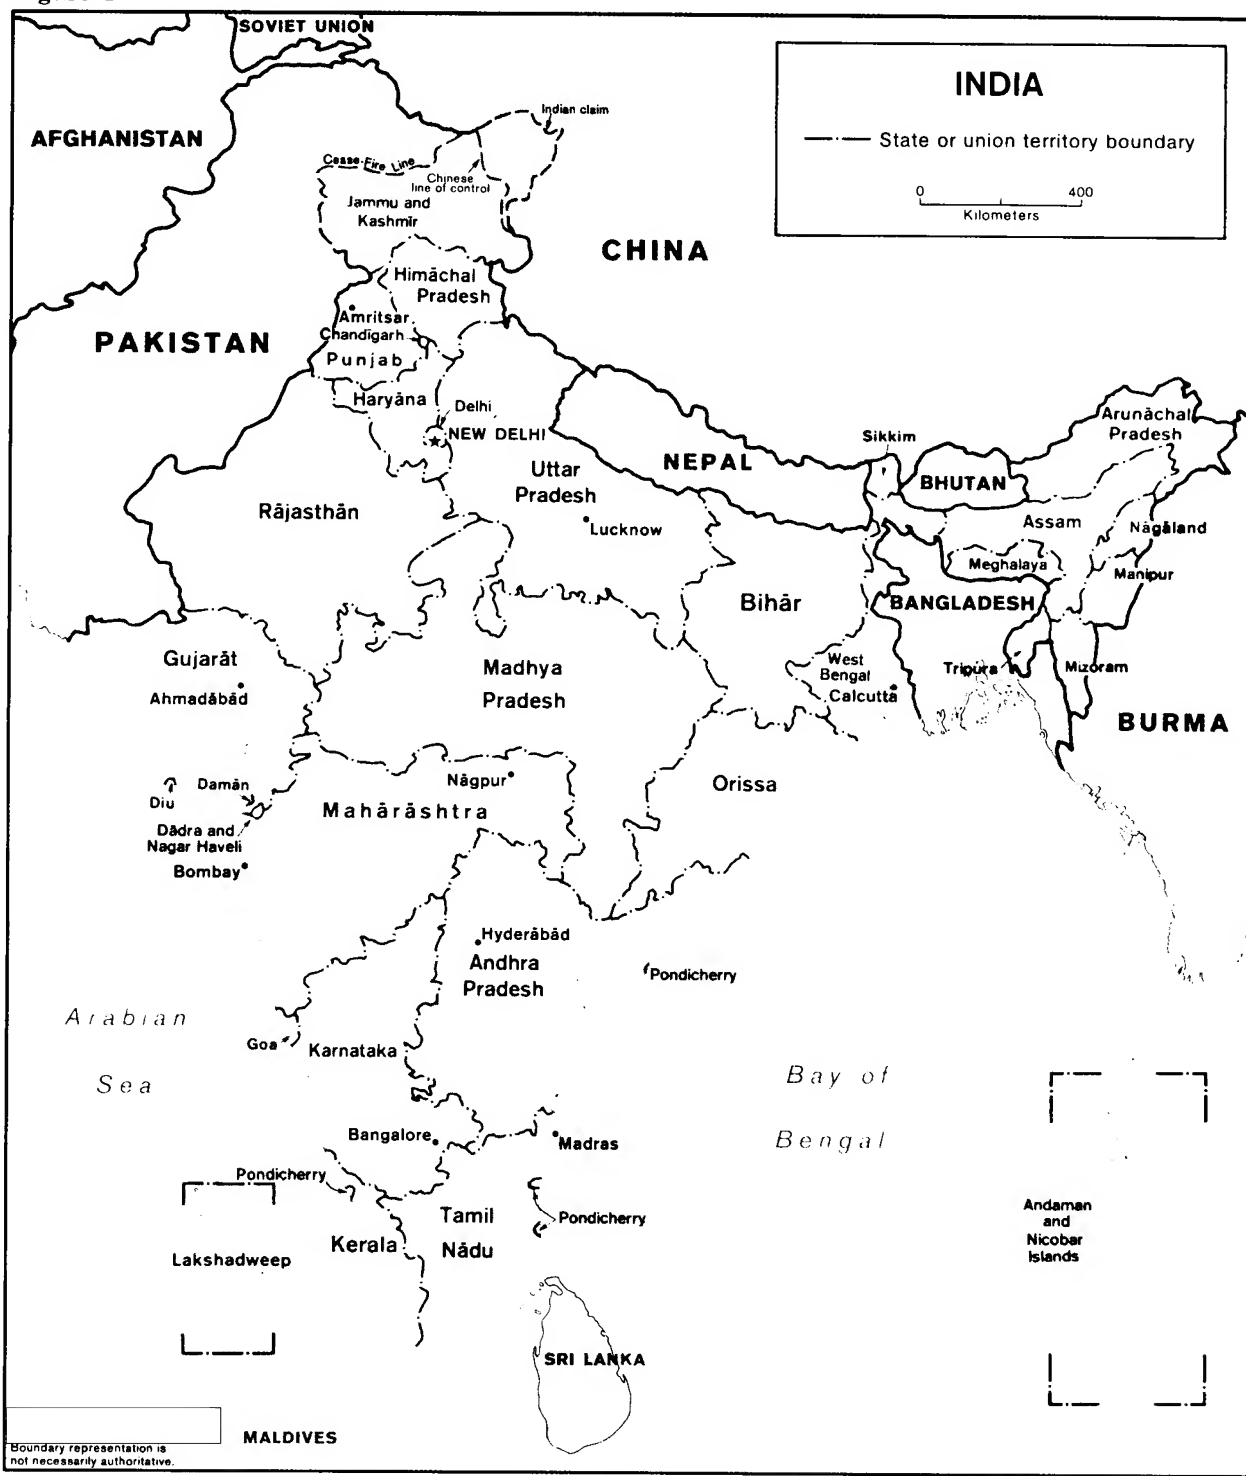 SOVIET UNION
INDIA
State or union territory boundary
0 400
Kilometers
AFGHANISTAN
Indian claim
Cease-Fire Line
Chinese
line of control
Jammu and
Kashmīr
CHINA
Himāchal
Pradesh
Amritsar
Chandīgarh
PAKISTAN
Punjab
Haryāna
Delhi
NEW DELHI
Arunāchal
Pradesh
Sikkim
NEPAL
BHUTAN
Uttar
Pradesh
Lucknow
Rājasthān
Assam
Nāgāland
Meghalaya
Manipur
Bihār
BANGLADESH
Gujarāt
Ahmadābād
Madhya
Pradesh
West
Bengal
Calcutta
Tripura
Mizoram
BURMA
Nāgpur
Orissa
Damān
Diu
Mahārāshtra
Dādra and
Nagar Haveli
Bombay
Hyderābād
Andhra
Pradesh
Pondicherry
Arabian
Sea
Goa
Karnataka
Bay of
Bengal
Bangalore
Madras
Pondicherry
Pondicherry
Tamil
Nādu
Kerala
Lakshadweep
Andaman
and
Nicobar
Islands
SRI LANKA
MALDIVES
Boundary representation is
not necessarily authoritative.